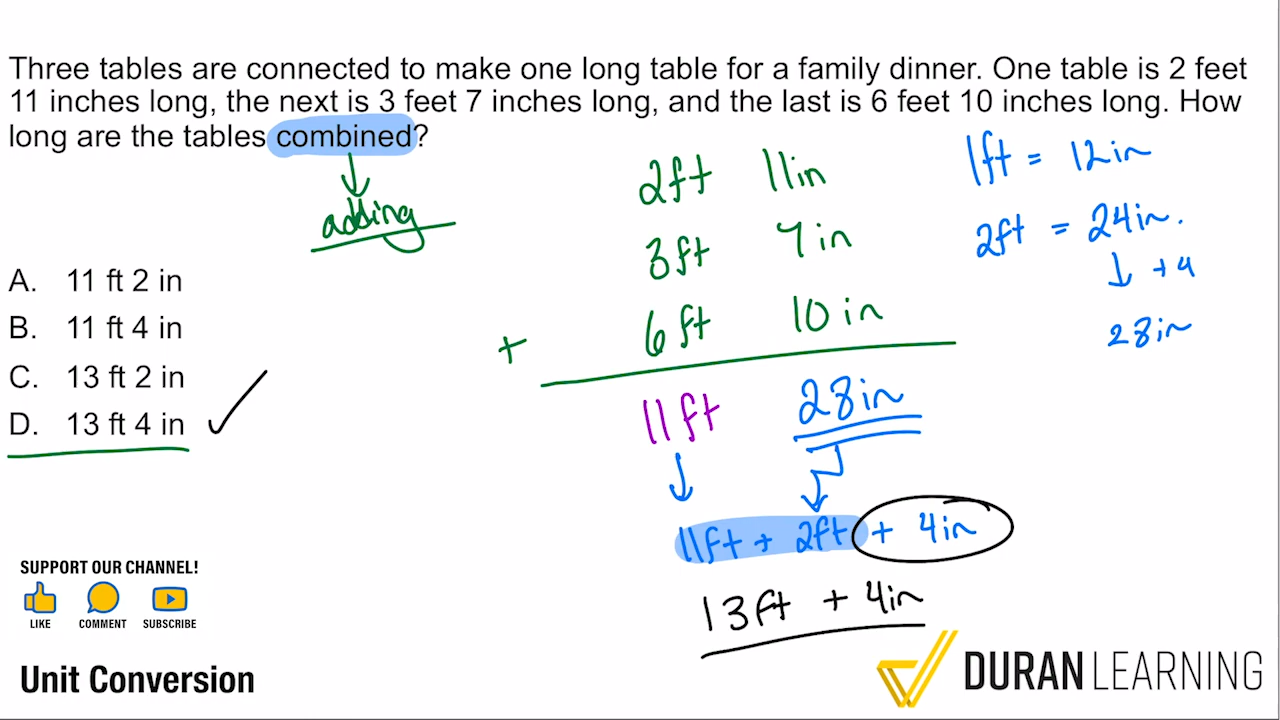 Three tables are connected to make one long table for a family dinner. One table is 2 feet
11 inches long, the next is 3 feet 7 inches long, and the last is 6 feet 10 inches long. How
long are the tables combined?
adding
A. 11 ft 2 in
B. 11 ft 4 in
C. 13 ft 2 in
D. 13 ft 4 in
2ft 11in
3ft 7in
+ 6ft 10in
11ft 28in
11ft + 2ft + 4in
13ft + 4in
1ft = 12in
2ft = 24in.
+4
28in
SUPPORT OUR CHANNEL!
LIKE COMMENT SUBSCRIBE
Unit Conversion
DURAN LEARNING